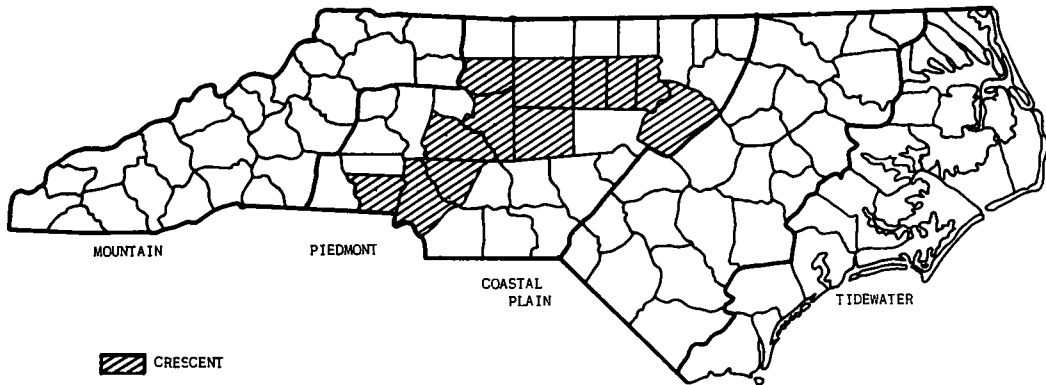 MOUNTAIN
PIEDMONT
COASTAL
PLAIN
TIDEWATER
CRESCENT